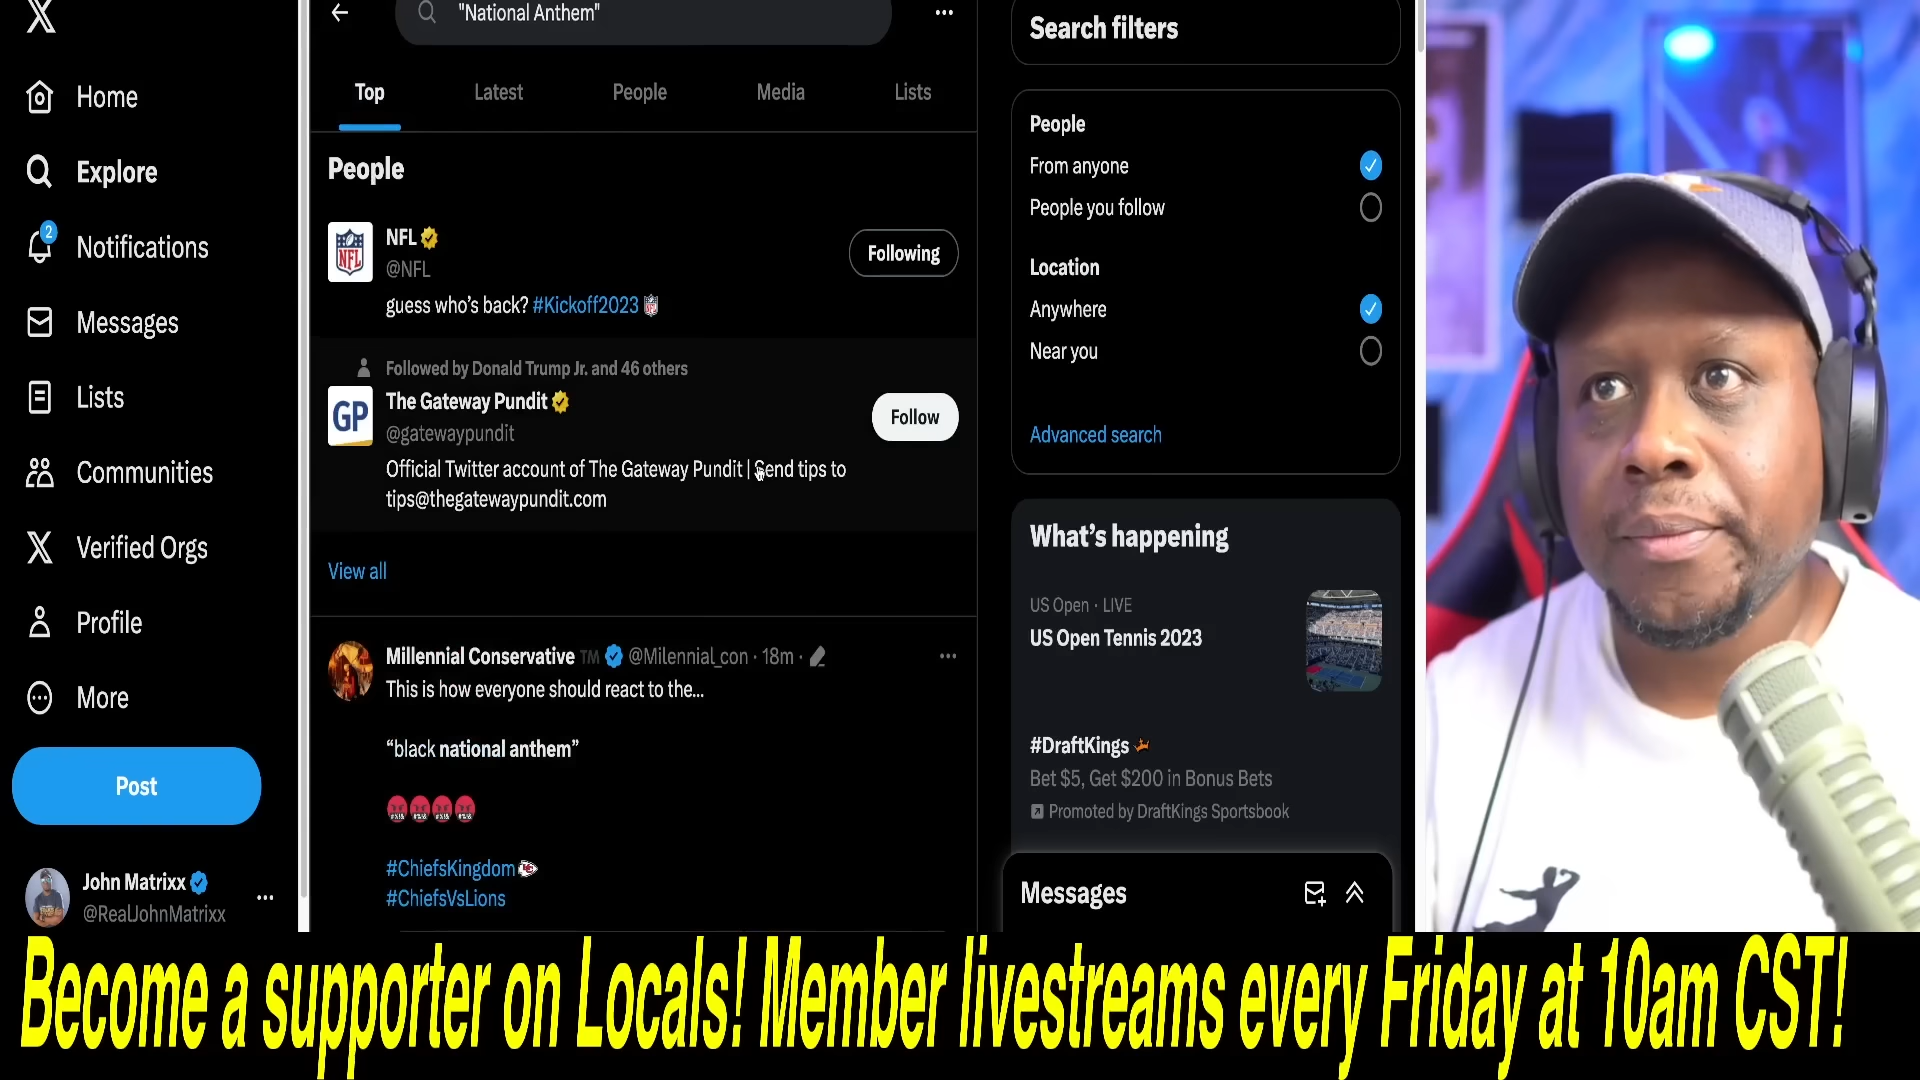 "National Anthem"
Home
Explore
2
Notifications
Messages
Lists
Communities
Verified Orgs
Profile
More
Post
John Matrixx
@RealJohnMatrixx
Top
Latest
People
Media
Lists
People
NFL
@NFL
Following
guess who's back? #Kickoff2023
Followed by Donald Trump Jr. and 46 others
GP
The Gateway Pundit
@gatewaypundit
Follow
Official Twitter account of The Gateway Pundit | Send tips to
tips@thegatewaypundit.com
View all
Millennial Conservative TM @Milennial_con · 18m ·
This is how everyone should react to the...
“black national anthem”
#ChiefsKingdom
#ChiefsVsLions
Search filters
People
From anyone
People you follow
Location
Anywhere
Near you
Advanced search
What's happening
US Open · LIVE
US Open Tennis 2023
#DraftKings
Bet $5, Get $200 in Bonus Bets
Promoted by DraftKings Sportsbook
Messages
Become a supporter on Locals! Member livestreams every Friday at 10am CST!